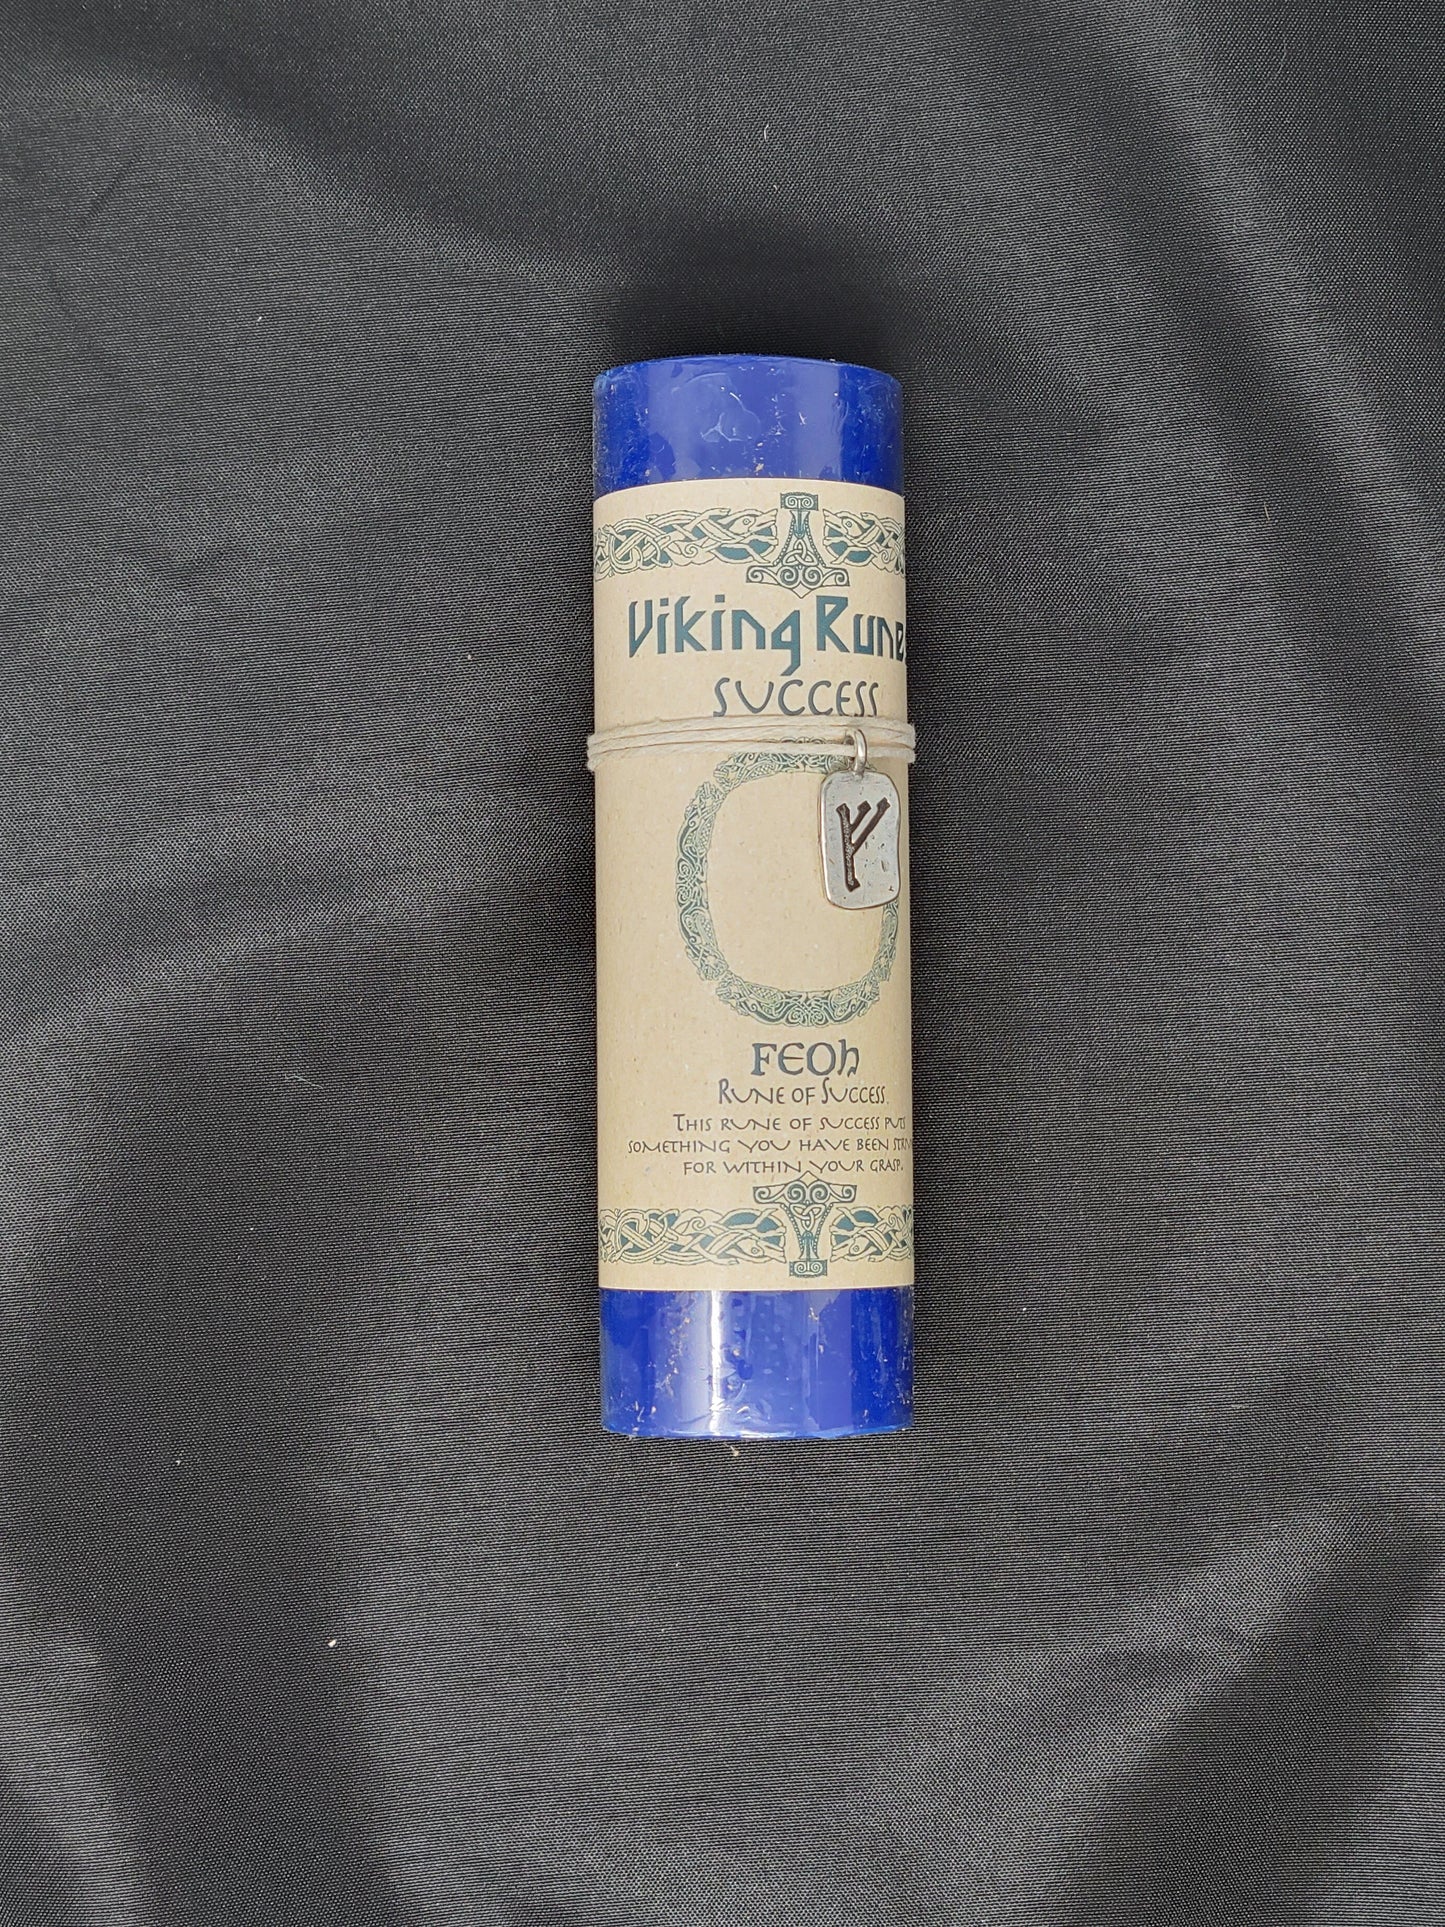 Viking Rune
SUCCESS
FEOh
RUNE OF SUCCESS
THIS RUNE OF SUCCESS PUTS
SOMETHING YOU HAVE BEEN
FOR WITHIN YOUR GRASP.